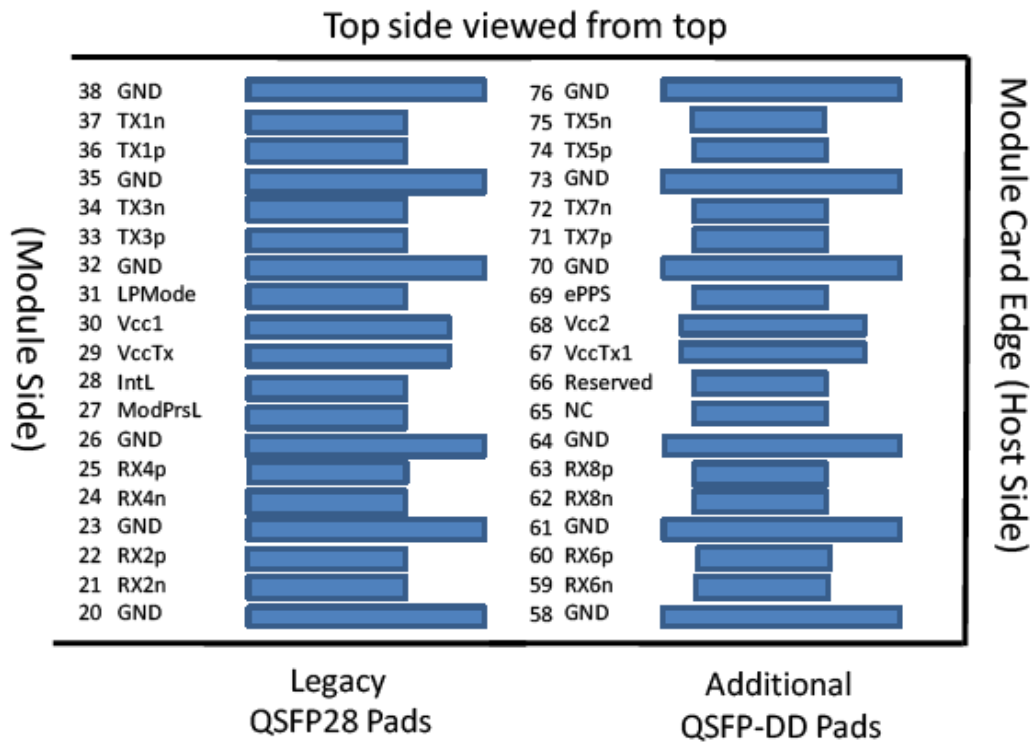 Top side viewed from top
(Module Side)
38 GND 76 GND
37 TX1n 75 TX5n
36 TX1p 74 TX5p
35 GND 73 GND
34 TX3n 72 TX7n
33 TX3p 71 TX7p
32 GND 70 GND
31 LPMode 69 ePPS
30 Vcc1 68 Vcc2
29 VccTx 67 VccTx1
28 IntL 66 Reserved
27 ModPrsL 65 NC
26 GND 64 GND
25 RX4p 63 RX8p
24 RX4n 62 RX8n
23 GND 61 GND
22 RX2p 60 RX6p
21 RX2n 59 RX6n
20 GND 58 GND
Module Card Edge (Host Side)
Legacy
QSFP28 Pads
Additional
QSFP-DD Pads